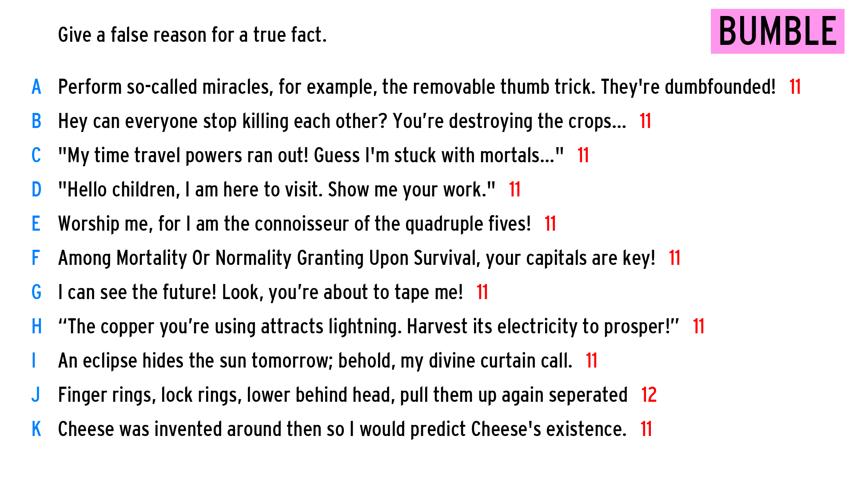 Give a false reason for a true fact.
BUMBLE
A Perform so-called miracles, for example, the removable thumb trick. They're dumbfounded! 11
B Hey can everyone stop killing each other? You’re destroying the crops... 11
C "My time travel powers ran out! Guess I'm stuck with mortals..." 11
D "Hello children, I am here to visit. Show me your work." 11
E Worship me, for I am the connoisseur of the quadruple fives! 11
F Among Mortality Or Normality Granting Upon Survival, your capitals are key! 11
G I can see the future! Look, you’re about to tape me! 11
H “The copper you’re using attracts lightning. Harvest its electricity to prosper!” 11
I An eclipse hides the sun tomorrow; behold, my divine curtain call. 11
J Finger rings, lock rings, lower behind head, pull them up again seperated 12
K Cheese was invented around then so I would predict Cheese's existence. 11